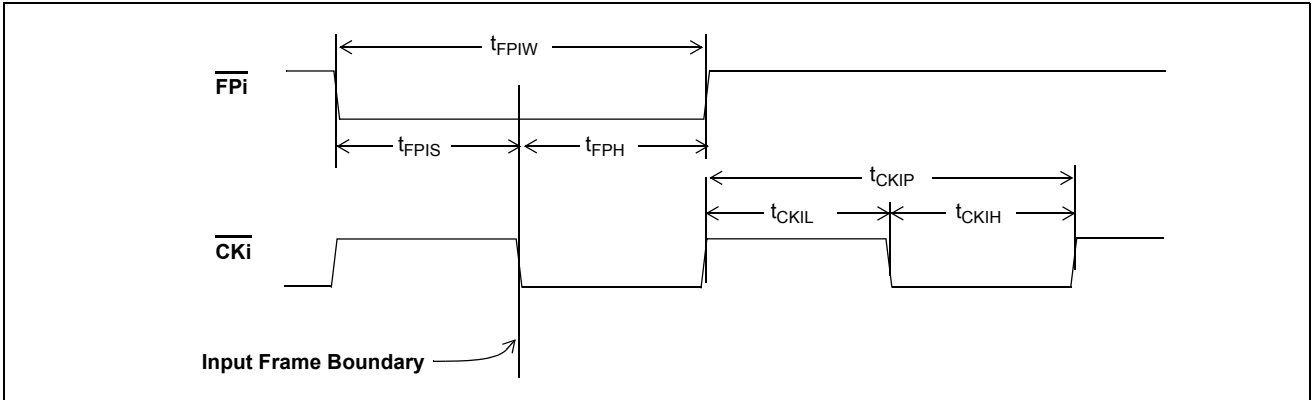 tFPIW
FPi
tFPIS tFPH
tCKIP
tCKIL tCKIH
CKi
Input Frame Boundary